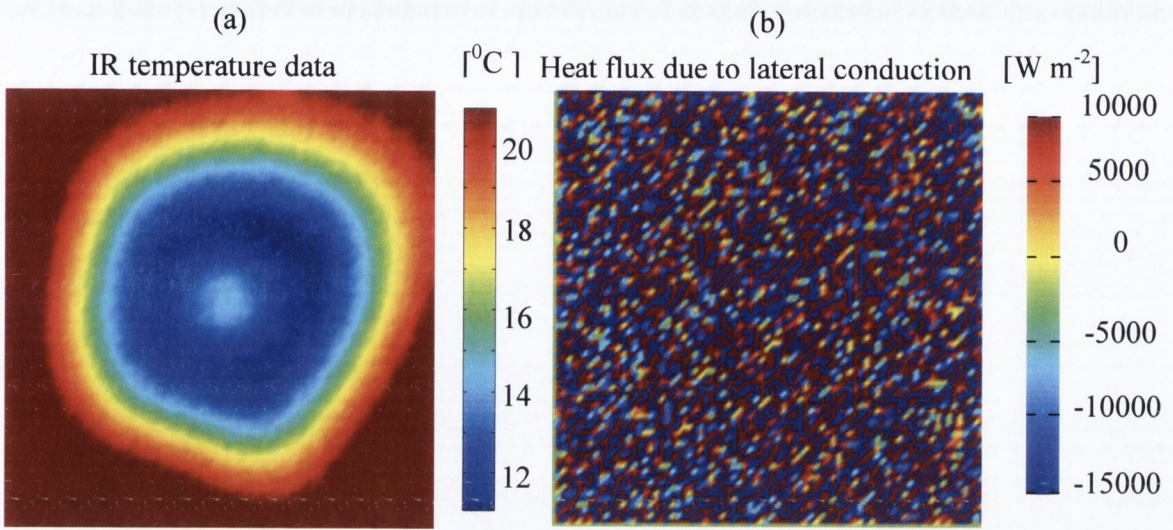 (a)
(b)
IR temperature data
[⁰C]
Heat flux due to lateral conduction
[W m⁻²]
20
18
16
14
12
10000
5000
0
-5000
-10000
-15000